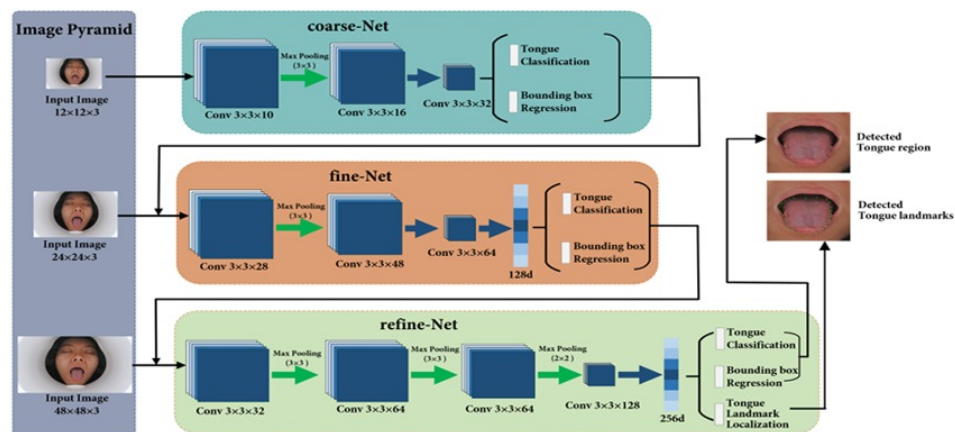 Image Pyramid
Input Image
12×12×3
Input Image
24×24×3
Input Image
48×48×3
coarse-Net
Conv 3×3×10
Max Pooling
(3×3)
Conv 3×3×16
Conv 3×3×32
Tongue
Classification
Bounding box
Regression
fine-Net
Conv 3×3×28
Max Pooling
(3×3)
Conv 3×3×48
Conv 3×3×64
128d
Tongue
Classification
Bounding box
Regression
refine-Net
Conv 3×3×32
Max Pooling
(3×3)
Conv 3×3×64
Max Pooling
(3×3)
Conv 3×3×64
Max Pooling
(2×2)
Conv 3×3×128
256d
Tongue
Classification
Bounding box
Regression
Tongue
Landmark
Localization
Detected
Tongue region
Detected
Tongue landmarks